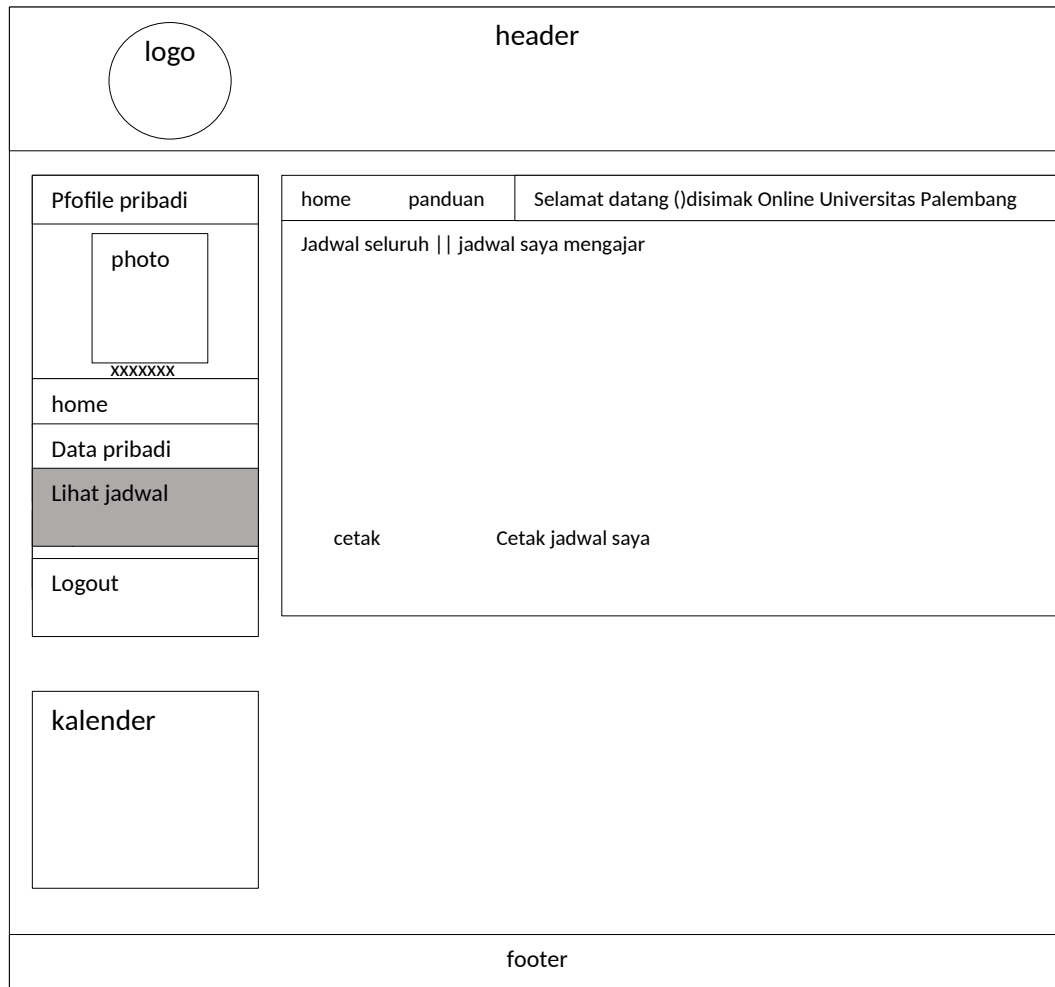 logo
header
Pfofile pribadi
photo
xxxxxxx
home
Data pribadi
Lihat jadwal
Logout
kalender
home
panduan
Selamat datang ()disimak Online Universitas Palembang
Jadwal seluruh || jadwal saya mengajar
cetak
Cetak jadwal saya
footer